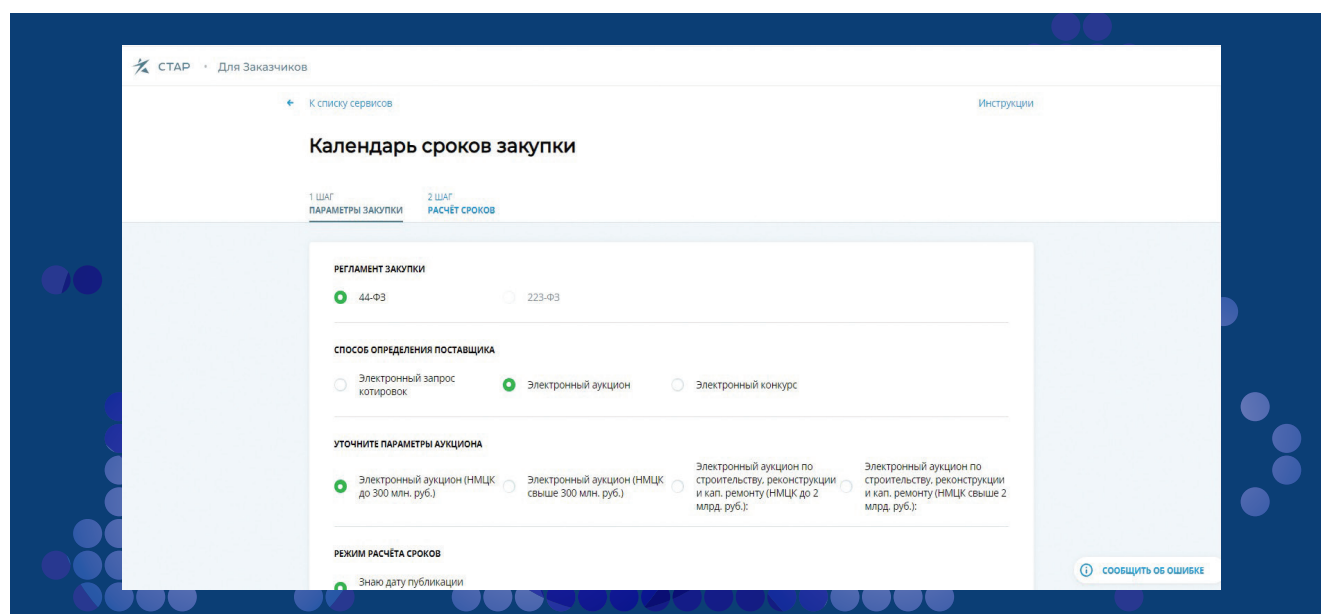 СТАР · Для Заказчиков
← К списку сервисов
Инструкции
Календарь сроков закупки
1 ШАГ
ПАРАМЕТРЫ ЗАКУПКИ
2 ШАГ
РАСЧЁТ СРОКОВ
РЕГЛАМЕНТ ЗАКУПКИ
44-ФЗ
223-ФЗ
СПОСОБ ОПРЕДЕЛЕНИЯ ПОСТАВЩИКА
Электронный запрос
котировок
Электронный аукцион
Электронный конкурс
УТОЧНИТЕ ПАРАМЕТРЫ АУКЦИОНА
Электронный аукцион (НМЦК
до 300 млн. руб.)
Электронный аукцион (НМЦК
свыше 300 млн. руб.)
Электронный аукцион по
строительству, реконструкции
и кап. ремонту (НМЦК до 2
млрд. руб.):
Электронный аукцион по
строительству, реконструкции
и кап. ремонту (НМЦК свыше 2
млрд. руб.):
РЕЖИМ РАСЧЁТА СРОКОВ
Знаю дату публикации
СООБЩИТЬ ОБ ОШИБКЕ